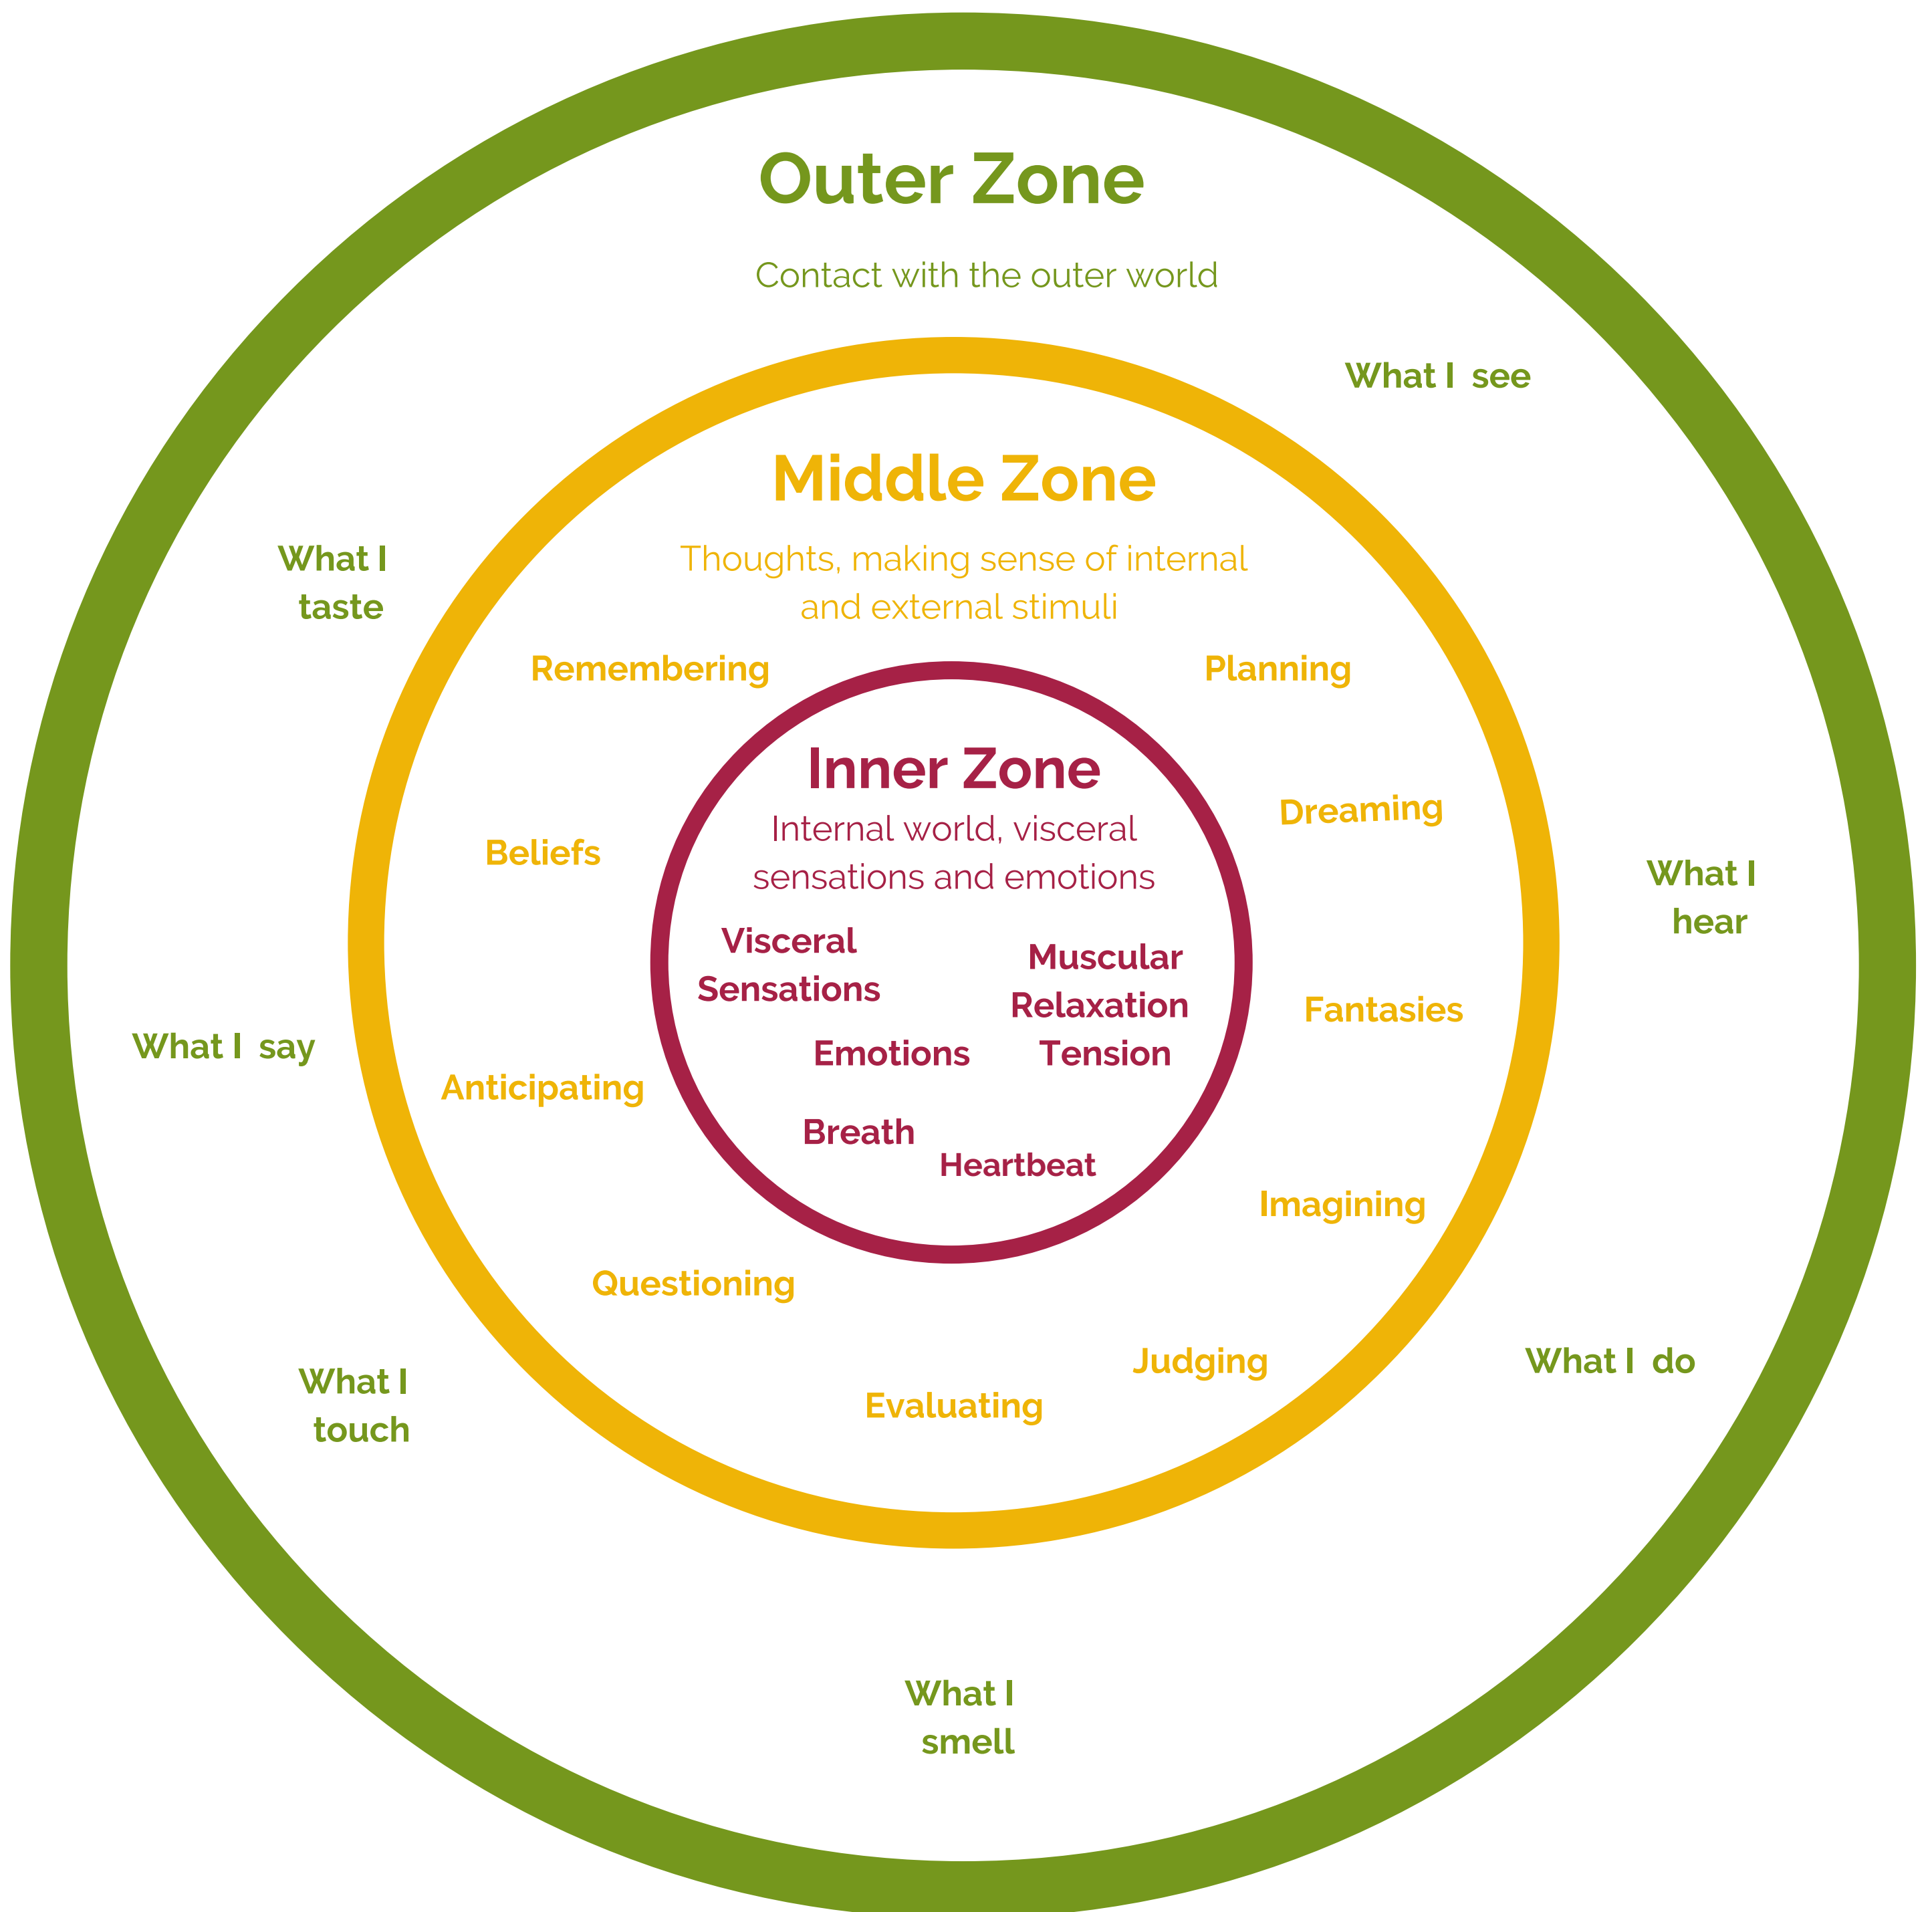 Outer Zone
Contact with the outer world
What I see
Middle Zone
What I
taste
Thoughts, making sense of internal
and external stimuli
Remembering
Planning
Inner Zone
Dreaming
Internal world, visceral
sensations and emotions
Beliefs
What I
hear
Visceral
Sensations
Muscular
Relaxation
Tension
Fantasies
What I say
Emotions
Anticipating
Breath
Heartbeat
Imagining
Questioning
Judging
What I do
What I
touch
Evaluating
What I
smell